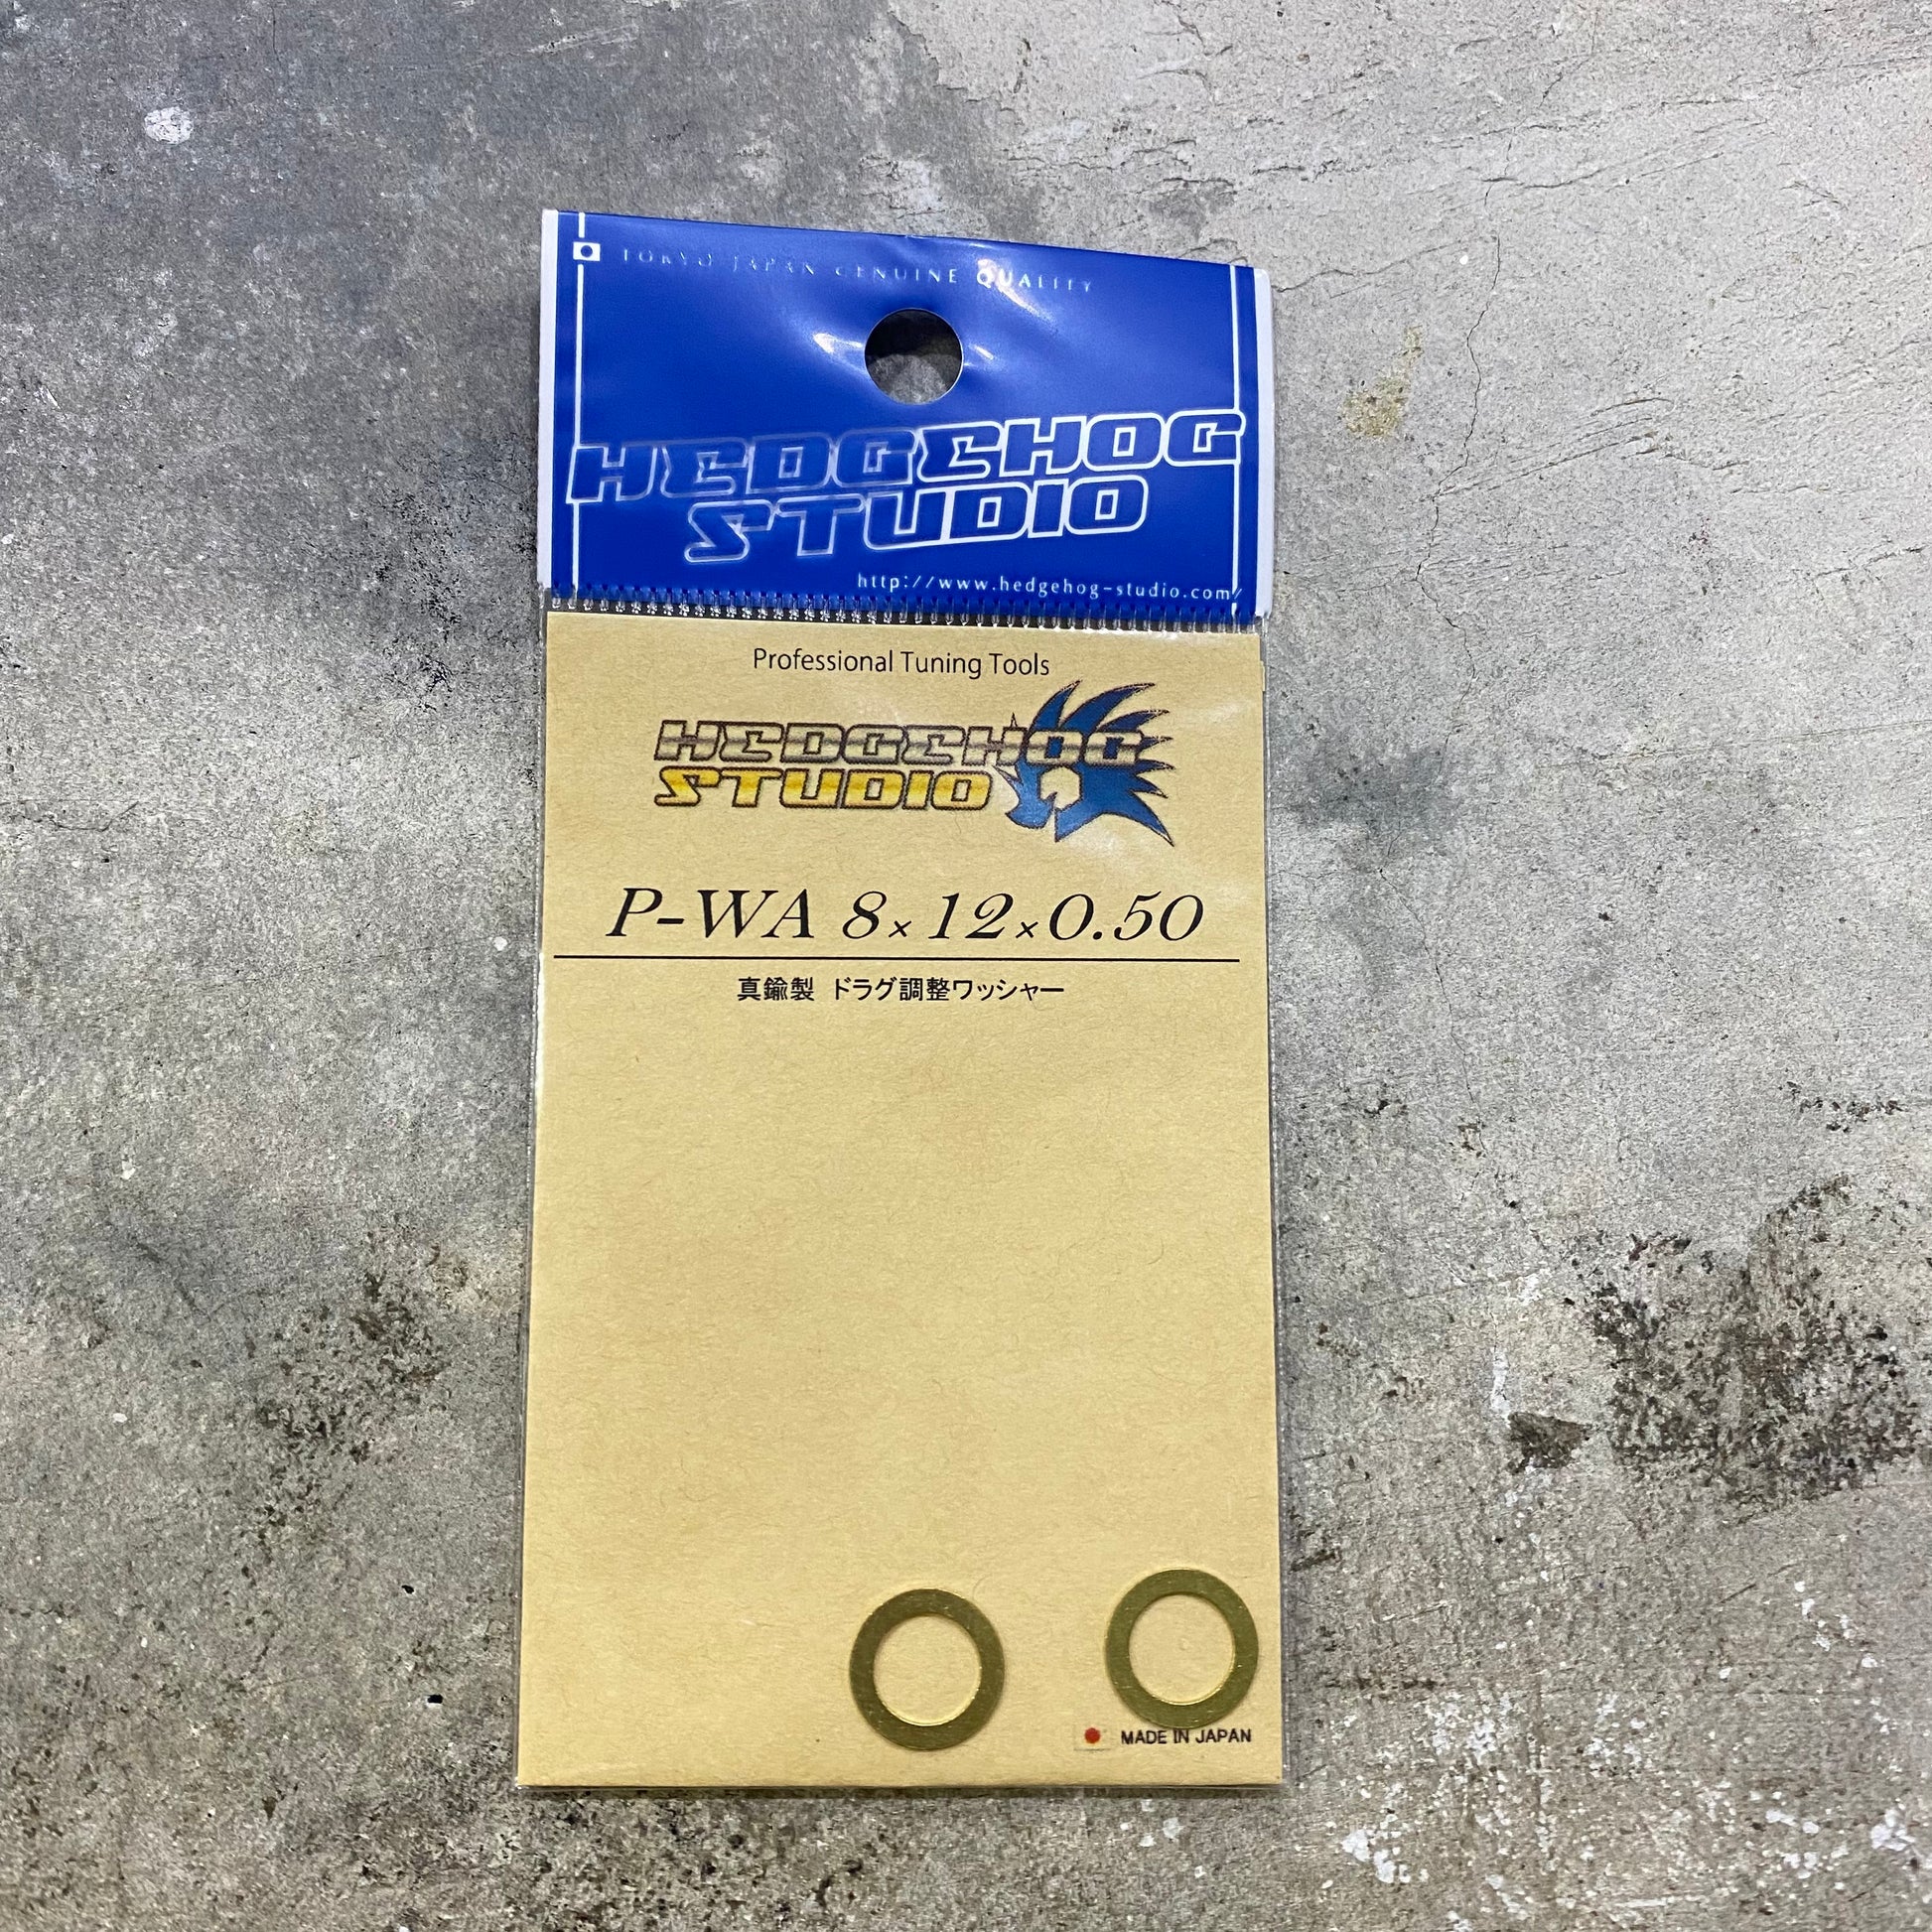 TOKYO JAPAN GENUINE QUALITY
HEDGEHOG
STUDIO
http://www.hedgehog-studio.com/
Professional Tuning Tools
HEDGEHOG
STUDIO
P-WA 8×12×0.50
真鍮製 ドラグ調整ワッシャー
MADE IN JAPAN